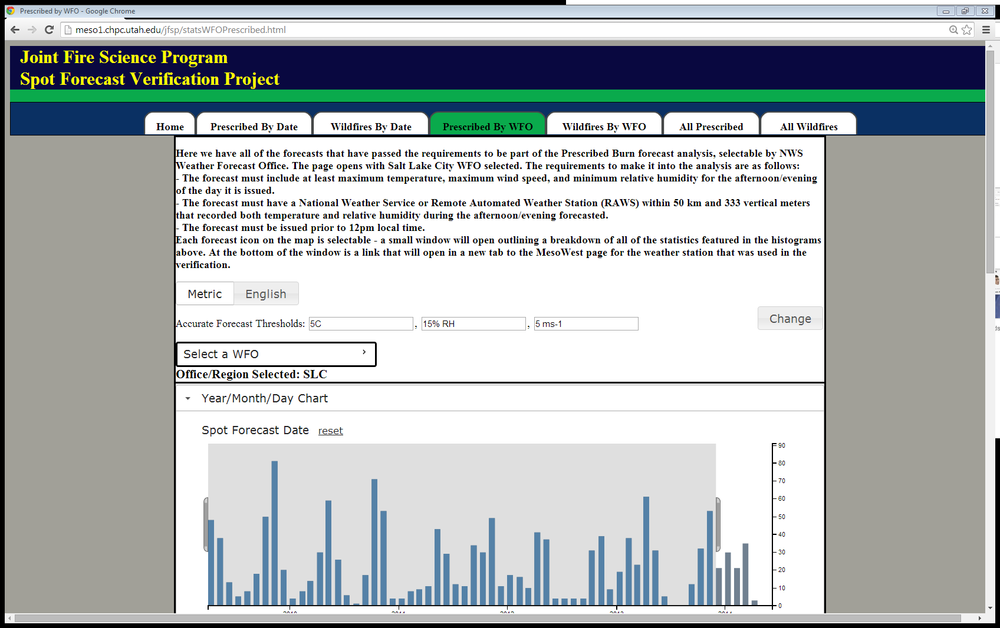 Prescribed by WFO - Google Chrome
meso1.chpc.utah.edu/jfsp/statsWFOPrescribed.html
Joint Fire Science Program
Spot Forecast Verification Project
Home
Prescribed By Date
Wildfires By Date
Prescribed By WFO
Wildfires By WFO
All Prescribed
All Wildfires
Here we have all of the forecasts that have passed the requirements to be part of the Prescribed Burn forecast analysis, selectable by NWS
Weather Forecast Office. The page opens with Salt Lake City WFO selected. The requirements to make it into the analysis are as follows:
- The forecast must include at least maximum temperature, maximum wind speed, and minimum relative humidity for the afternoon/evening
of the day it is issued.
- The forecast must have a National Weather Service or Remote Automated Weather Station (RAWS) within 50 km and 333 vertical meters
that recorded both temperature and relative humidity during the afternoon/evening forecasted.
- The forecast must be issued prior to 12pm local time.
Each forecast icon on the map is selectable - a small window will open outlining a breakdown of all of the statistics featured in the histograms
above. At the bottom of the window is a link that will open in a new tab to the MesoWest page for the weather station that was used in the
verification.
Metric English
Accurate Forecast Thresholds: 5C , 15% RH , 5 ms-1
Change
Select a WFO
Office/Region Selected: SLC
Year/Month/Day Chart
Spot Forecast Date reset
90
80
70
60
50
40
30
20
10
0
2010 2011 2012 2013 2014